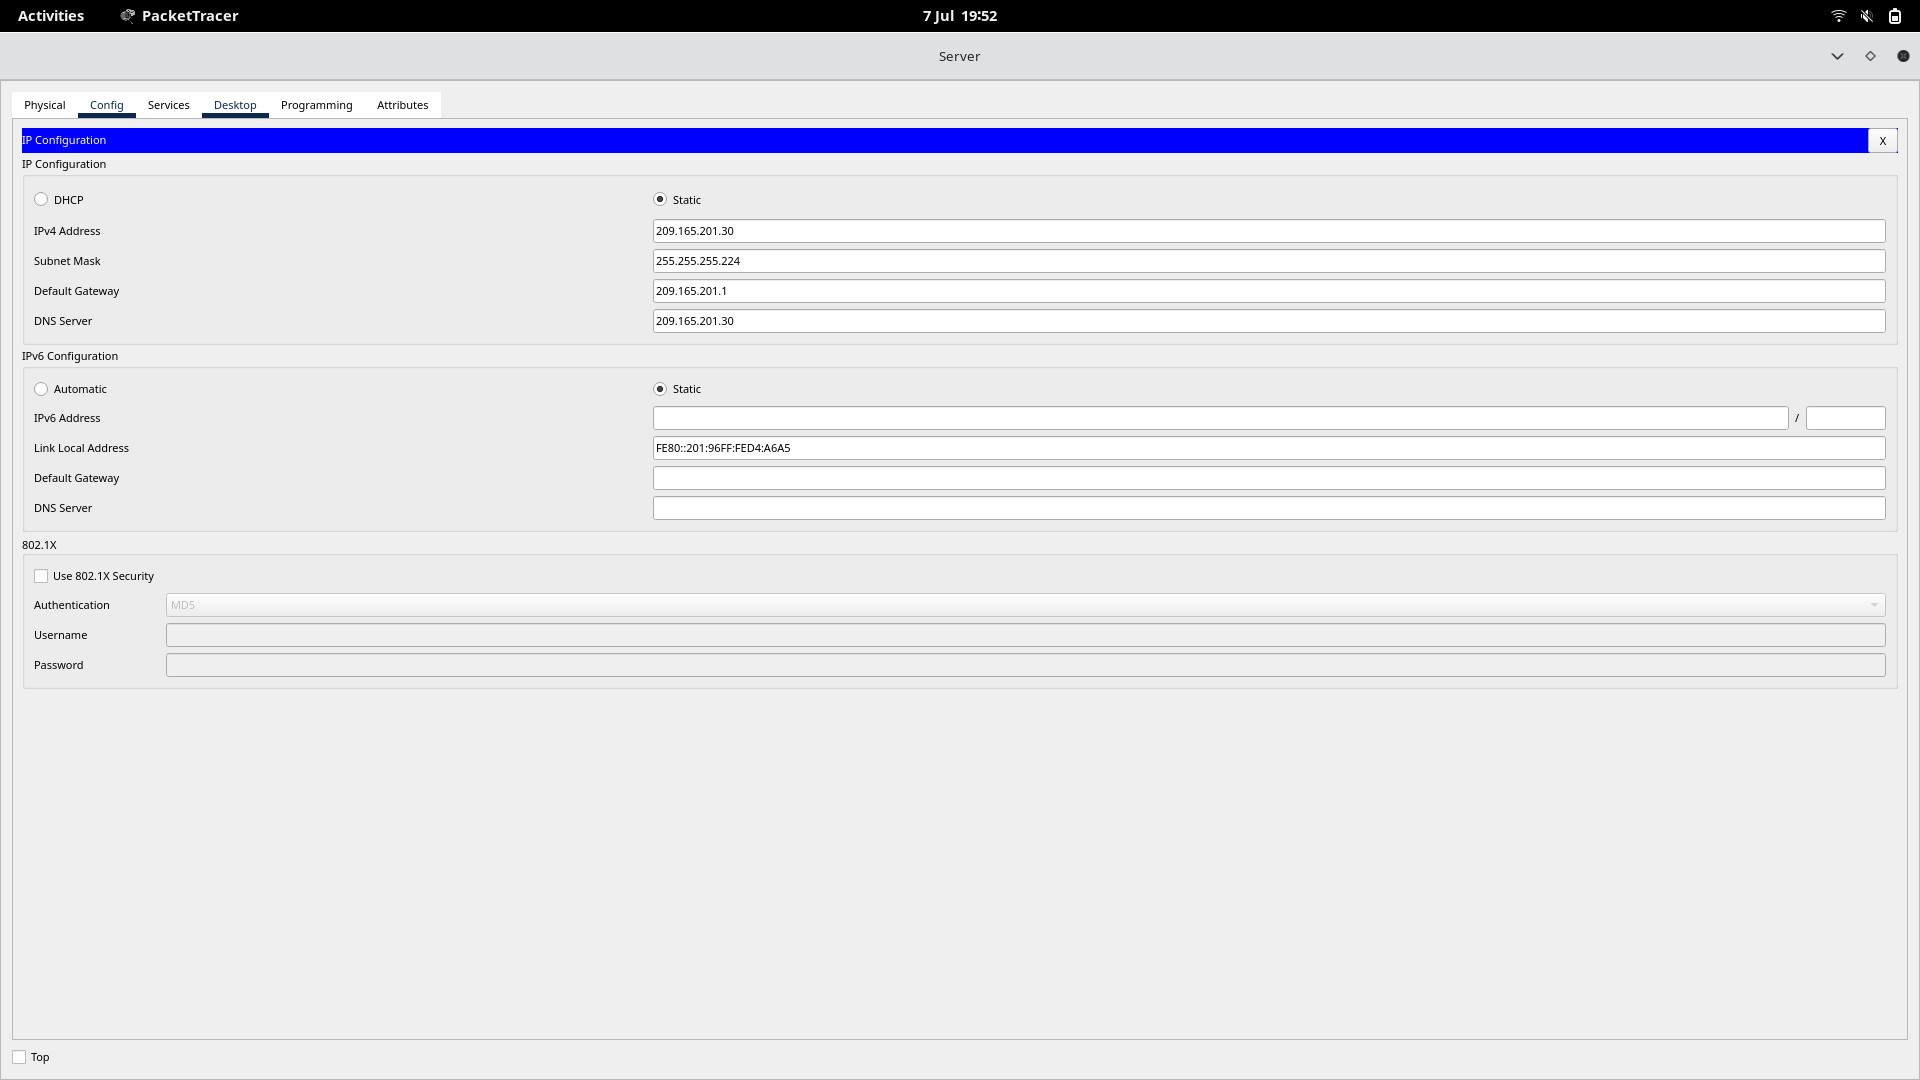 Activities PacketTracer 7 Jul 19:52
Server
Physical Config Services Desktop Programming Attributes
IP Configuration X
IP Configuration
DHCP Static
IPv4 Address 209.165.201.30
Subnet Mask 255.255.255.224
Default Gateway 209.165.201.1
DNS Server 209.165.201.30
IPv6 Configuration
Automatic Static
IPv6 Address /
Link Local Address FE80::201:96FF:FED4:A6A5
Default Gateway
DNS Server
802.1X
Use 802.1X Security
Authentication MD5
Username
Password
Top